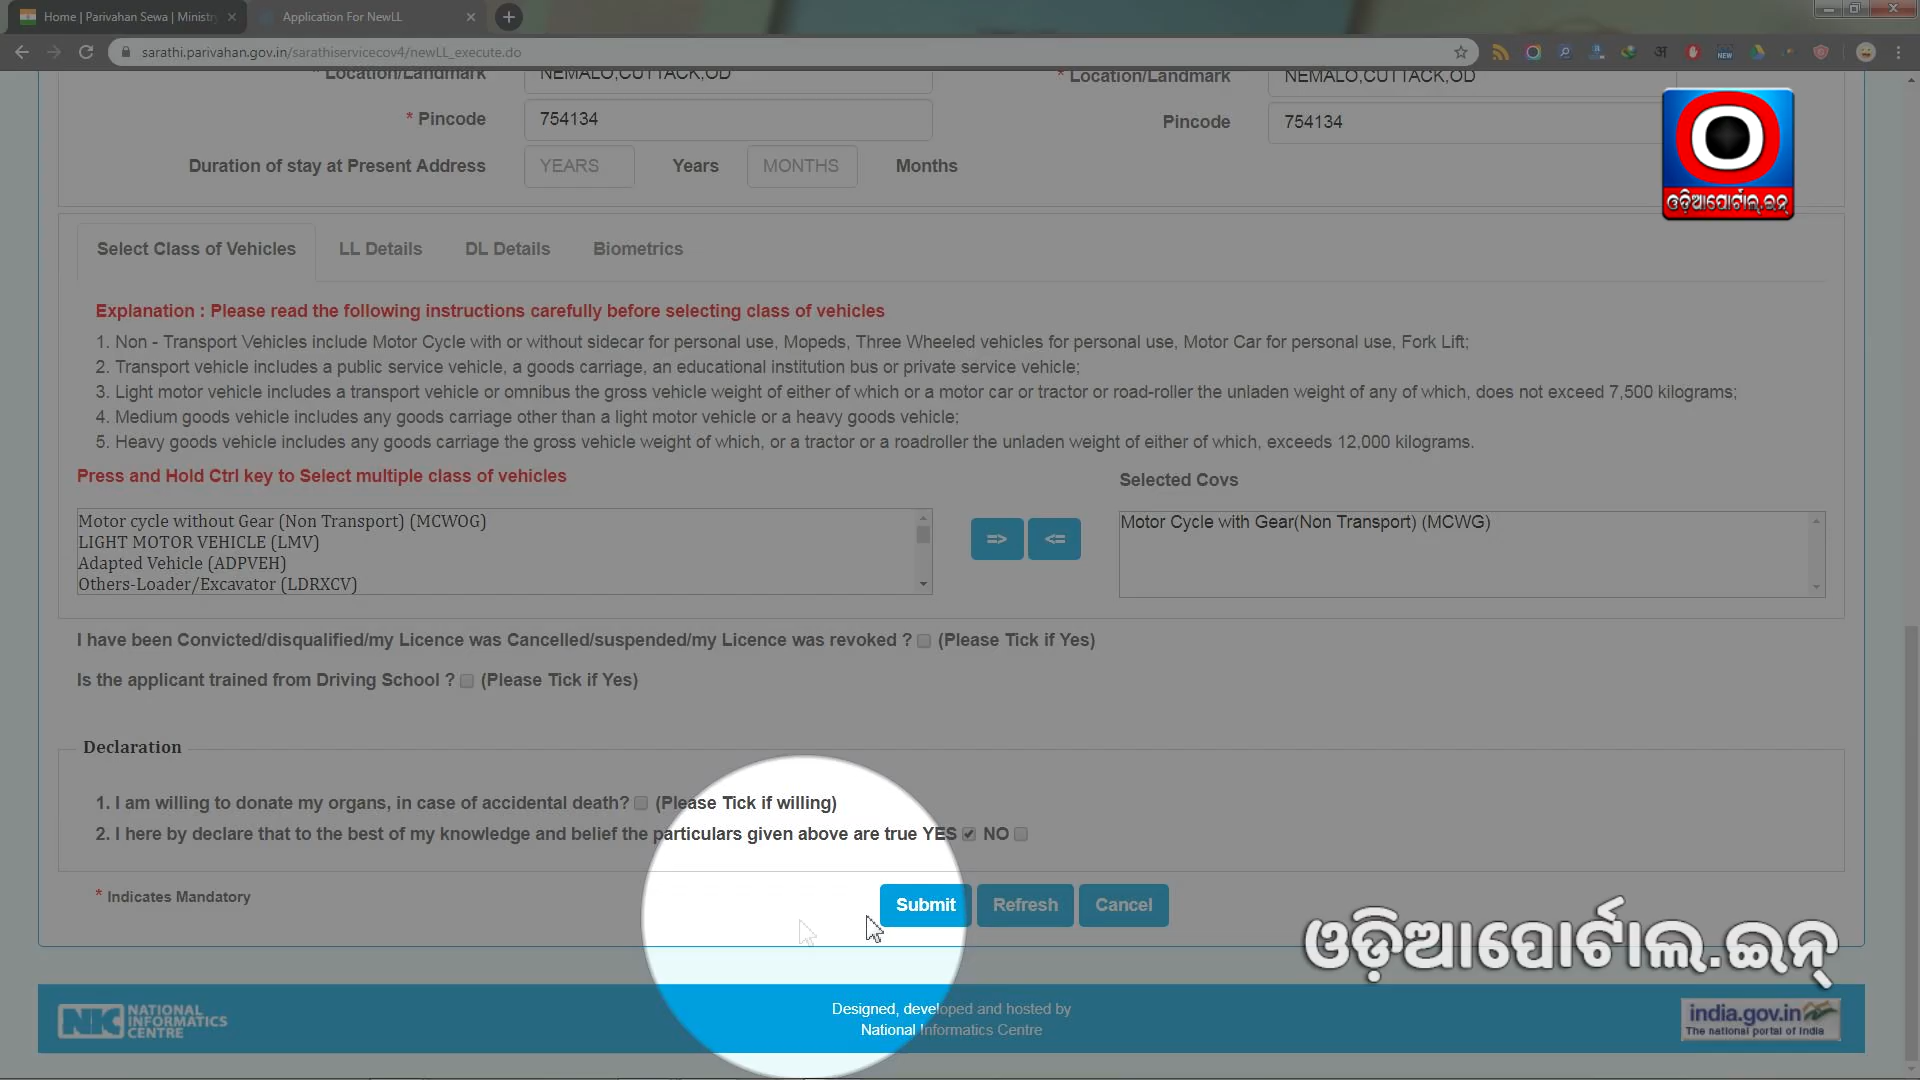 Home | Parivahan Sewa | Ministry
Application For NewLL
sarathi.parivahan.gov.in/sarathiservicecov4/newLL_execute.do
* Location/Landmark NEMALO,CUTTACK,OD * Location/Landmark NEMALO,CUTTACK,OD
* Pincode 754134 Pincode 754134
Duration of stay at Present Address YEARS Years MONTHS Months
ଓଡ଼ିଆପୋର୍ଟାଲ.ଇନ୍
Select Class of Vehicles LL Details DL Details Biometrics
Explanation : Please read the following instructions carefully before selecting class of vehicles
1. Non - Transport Vehicles include Motor Cycle with or without sidecar for personal use, Mopeds, Three Wheeled vehicles for personal use, Motor Car for personal use, Fork Lift;
2. Transport vehicle includes a public service vehicle, a goods carriage, an educational institution bus or private service vehicle;
3. Light motor vehicle includes a transport vehicle or omnibus the gross vehicle weight of either of which or a motor car or tractor or road-roller the unladen weight of any of which, does not exceed 7,500 kilograms;
4. Medium goods vehicle includes any goods carriage other than a light motor vehicle or a heavy goods vehicle;
5. Heavy goods vehicle includes any goods carriage the gross vehicle weight of which, or a tractor or a roadroller the unladen weight of either of which, exceeds 12,000 kilograms.
Press and Hold Ctrl key to Select multiple class of vehicles
Selected Covs
Motor cycle without Gear (Non Transport) (MCWOG)
LIGHT MOTOR VEHICLE (LMV)
Adapted Vehicle (ADPVEH)
Others-Loader/Excavator (LDRXCV)
=> <=
Motor Cycle with Gear(Non Transport) (MCWG)
I have been Convicted/disqualified/my Licence was Cancelled/suspended/my Licence was revoked ? (Please Tick if Yes)
Is the applicant trained from Driving School ? (Please Tick if Yes)
Declaration
1. I am willing to donate my organs, in case of accidental death? (Please Tick if willing)
2. I here by declare that to the best of my knowledge and belief the particulars given above are true YES NO
* Indicates Mandatory
Submit Refresh Cancel
ଓଡ଼ିଆପୋର୍ଟାଲ.ଇନ୍
NIC NATIONAL
INFORMATICS
CENTRE
Designed, developed and hosted by
National Informatics Centre
india.gov.in
The national portal of India